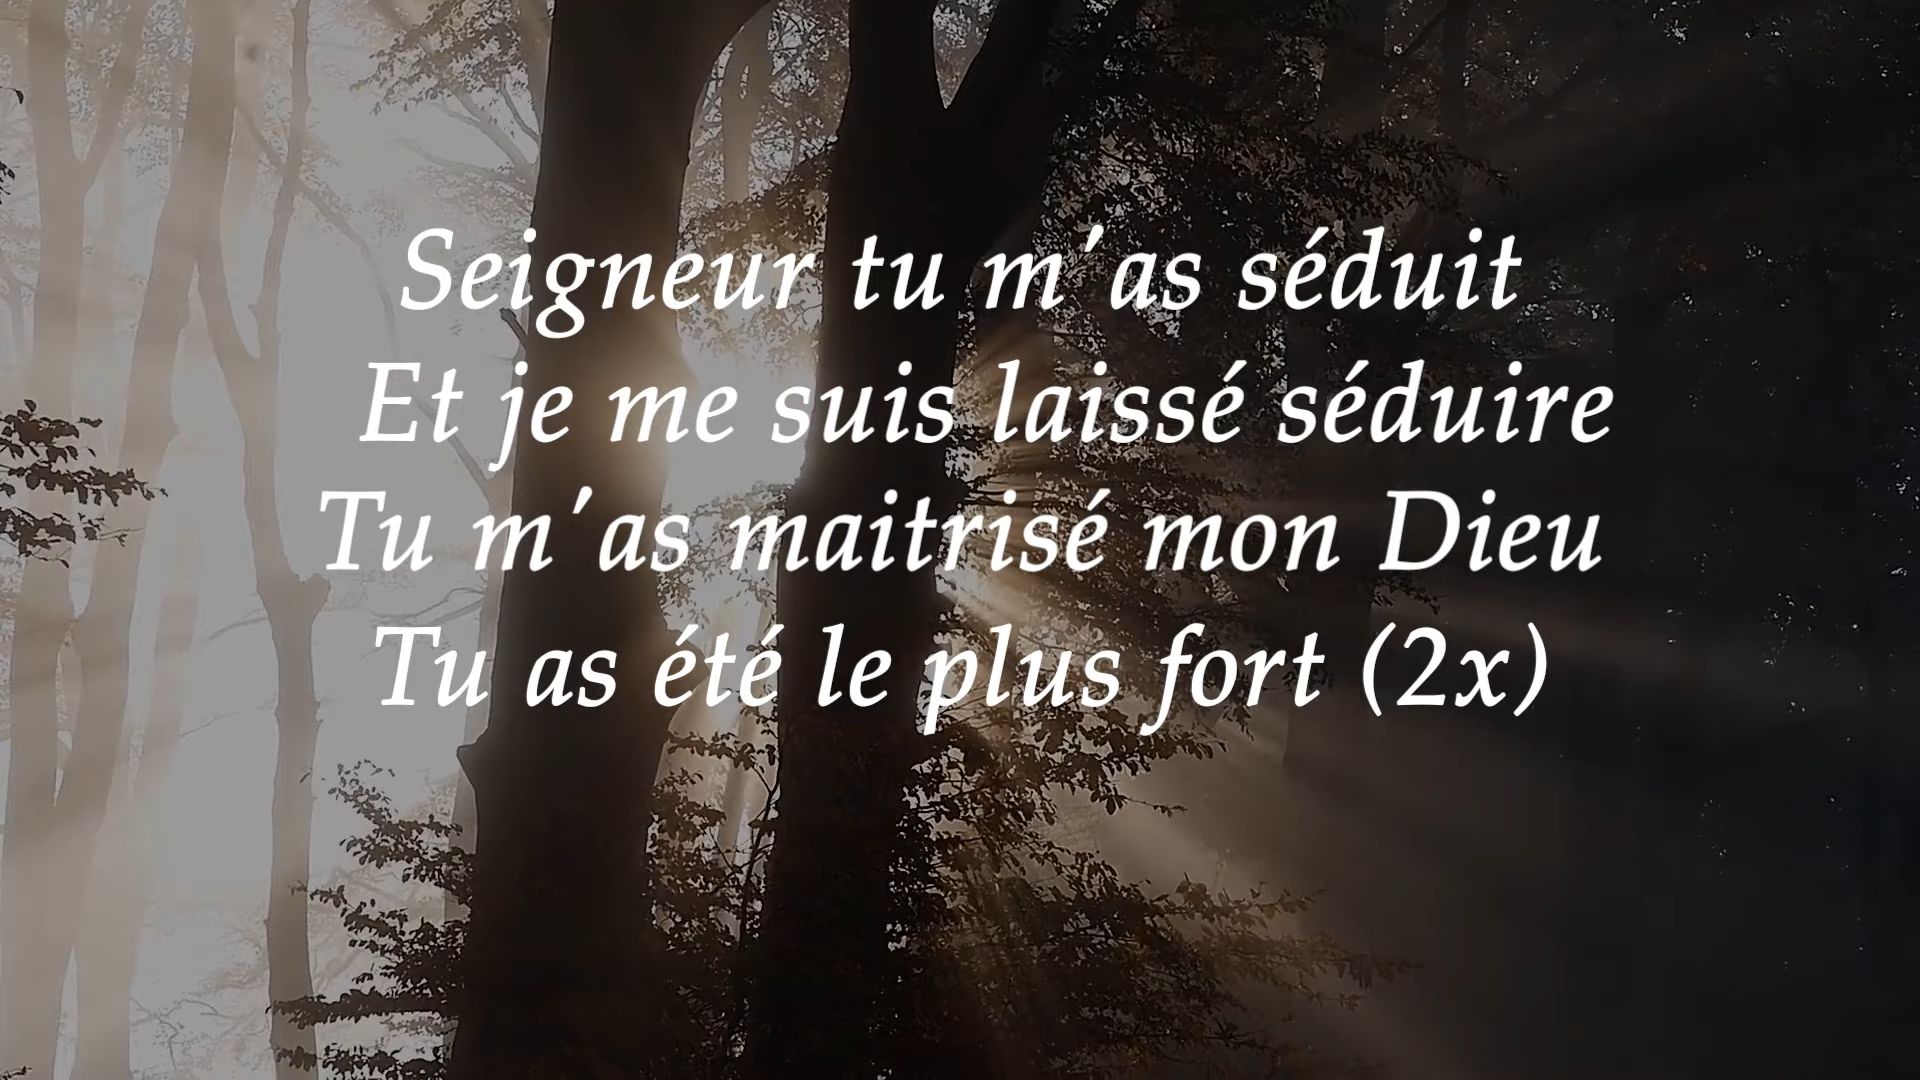 Seigneur tu m'as séduit
Et je me suis laissé séduire
Tu m'as maitrisé mon Dieu
Tu as été le plus fort (2x)